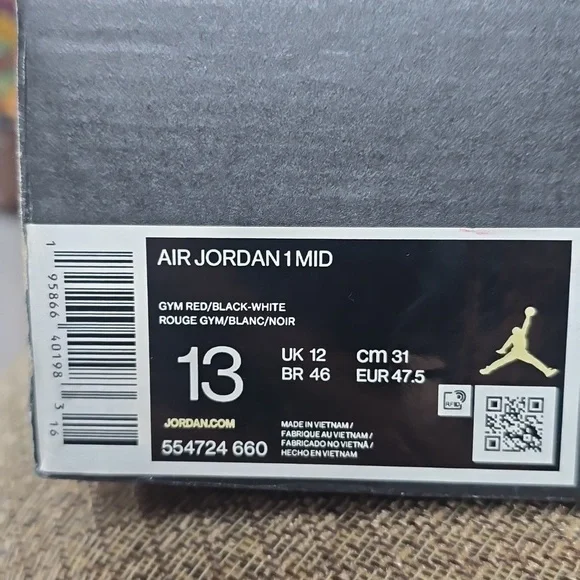 AIR JORDAN 1 MID
GYM RED/BLACK-WHITE
ROUGE GYM/BLANC/NOIR
13
UK 12
cm 31
BR 46
EUR 47.5
RFID
JORDAN.COM
554724 660
MADE IN VIETNAM/
FABRIQUE AU VIETNAM/
FABRICADO NO VIETNÃ/
HECHO EN VIETNAM
1 95866 40198 3 16